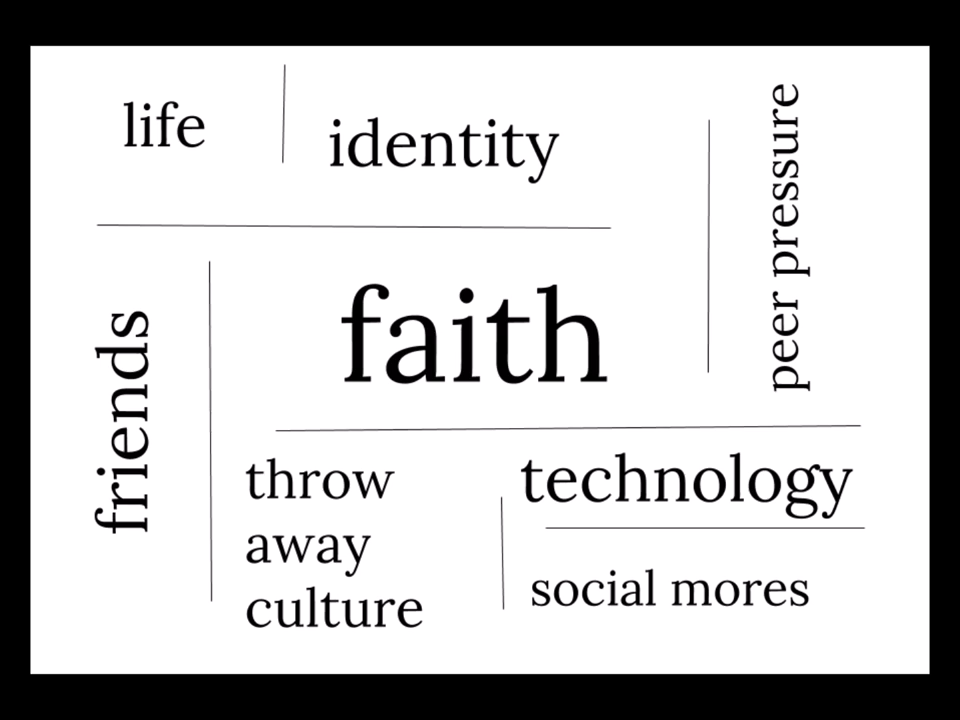 life
identity
peer pressure
friends
faith
throw
away
culture
technology
social mores